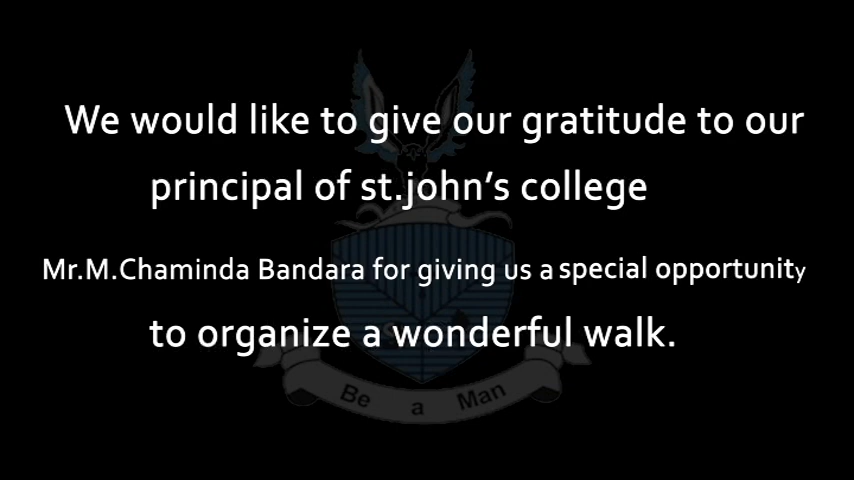 We would like to give our gratitude to our
principal of st.john's college
Mr.M.Chaminda Bandara for giving us a special opportunity
to organize a wonderful walk.
Be a Man